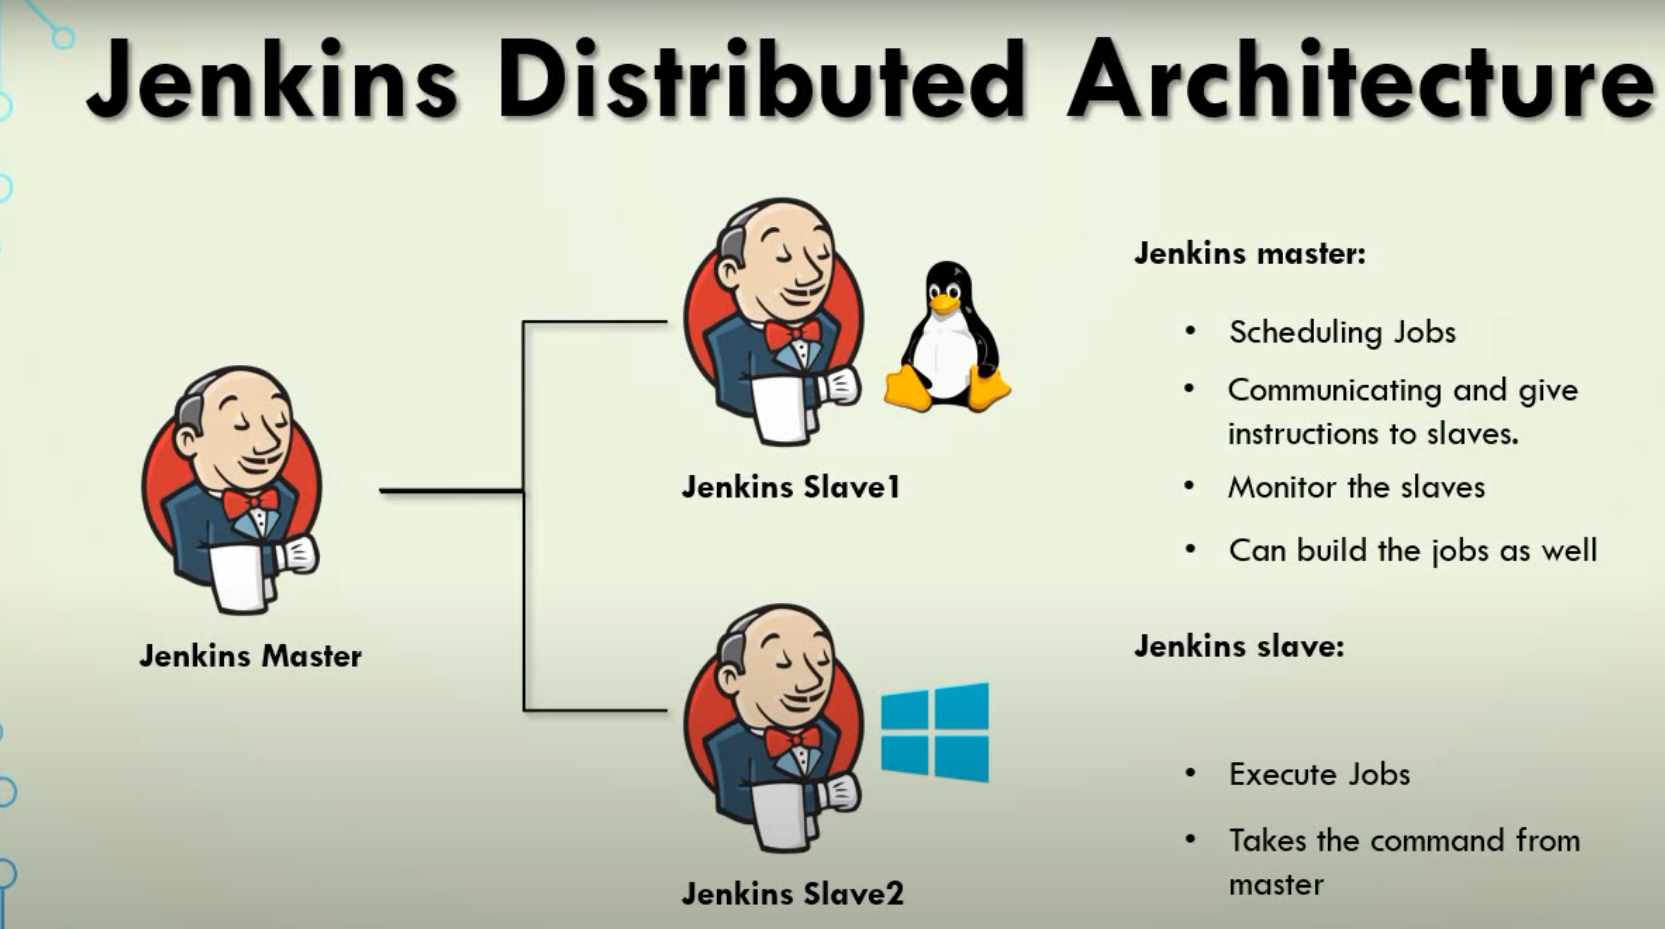 Jenkins Distributed Architecture
Jenkins Master
Jenkins Slave1
Jenkins Slave2
Jenkins master:
• Scheduling Jobs
• Communicating and give
instructions to slaves.
• Monitor the slaves
• Can build the jobs as well
Jenkins slave:
• Execute Jobs
• Takes the command from
master